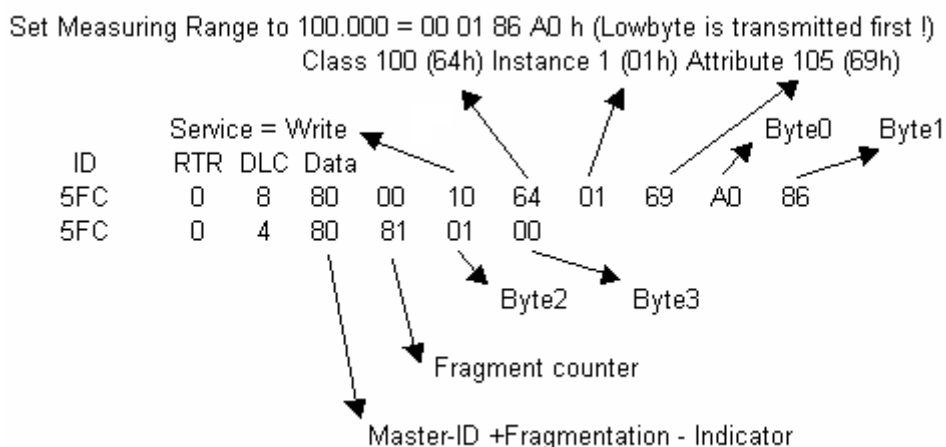 Set Measuring Range to 100.000 = 00 01 86 A0 h (Lowbyte is transmitted first !)
Class 100 (64h) Instance 1 (01h) Attribute 105 (69h)
Service = Write Byte0 Byte1
ID RTR DLC Data
5FC 0 8 80 00 10 64 01 69 A0 86
5FC 0 4 80 81 01 00
Byte2 Byte3
Fragment counter
Master-ID +Fragmentation - Indicator